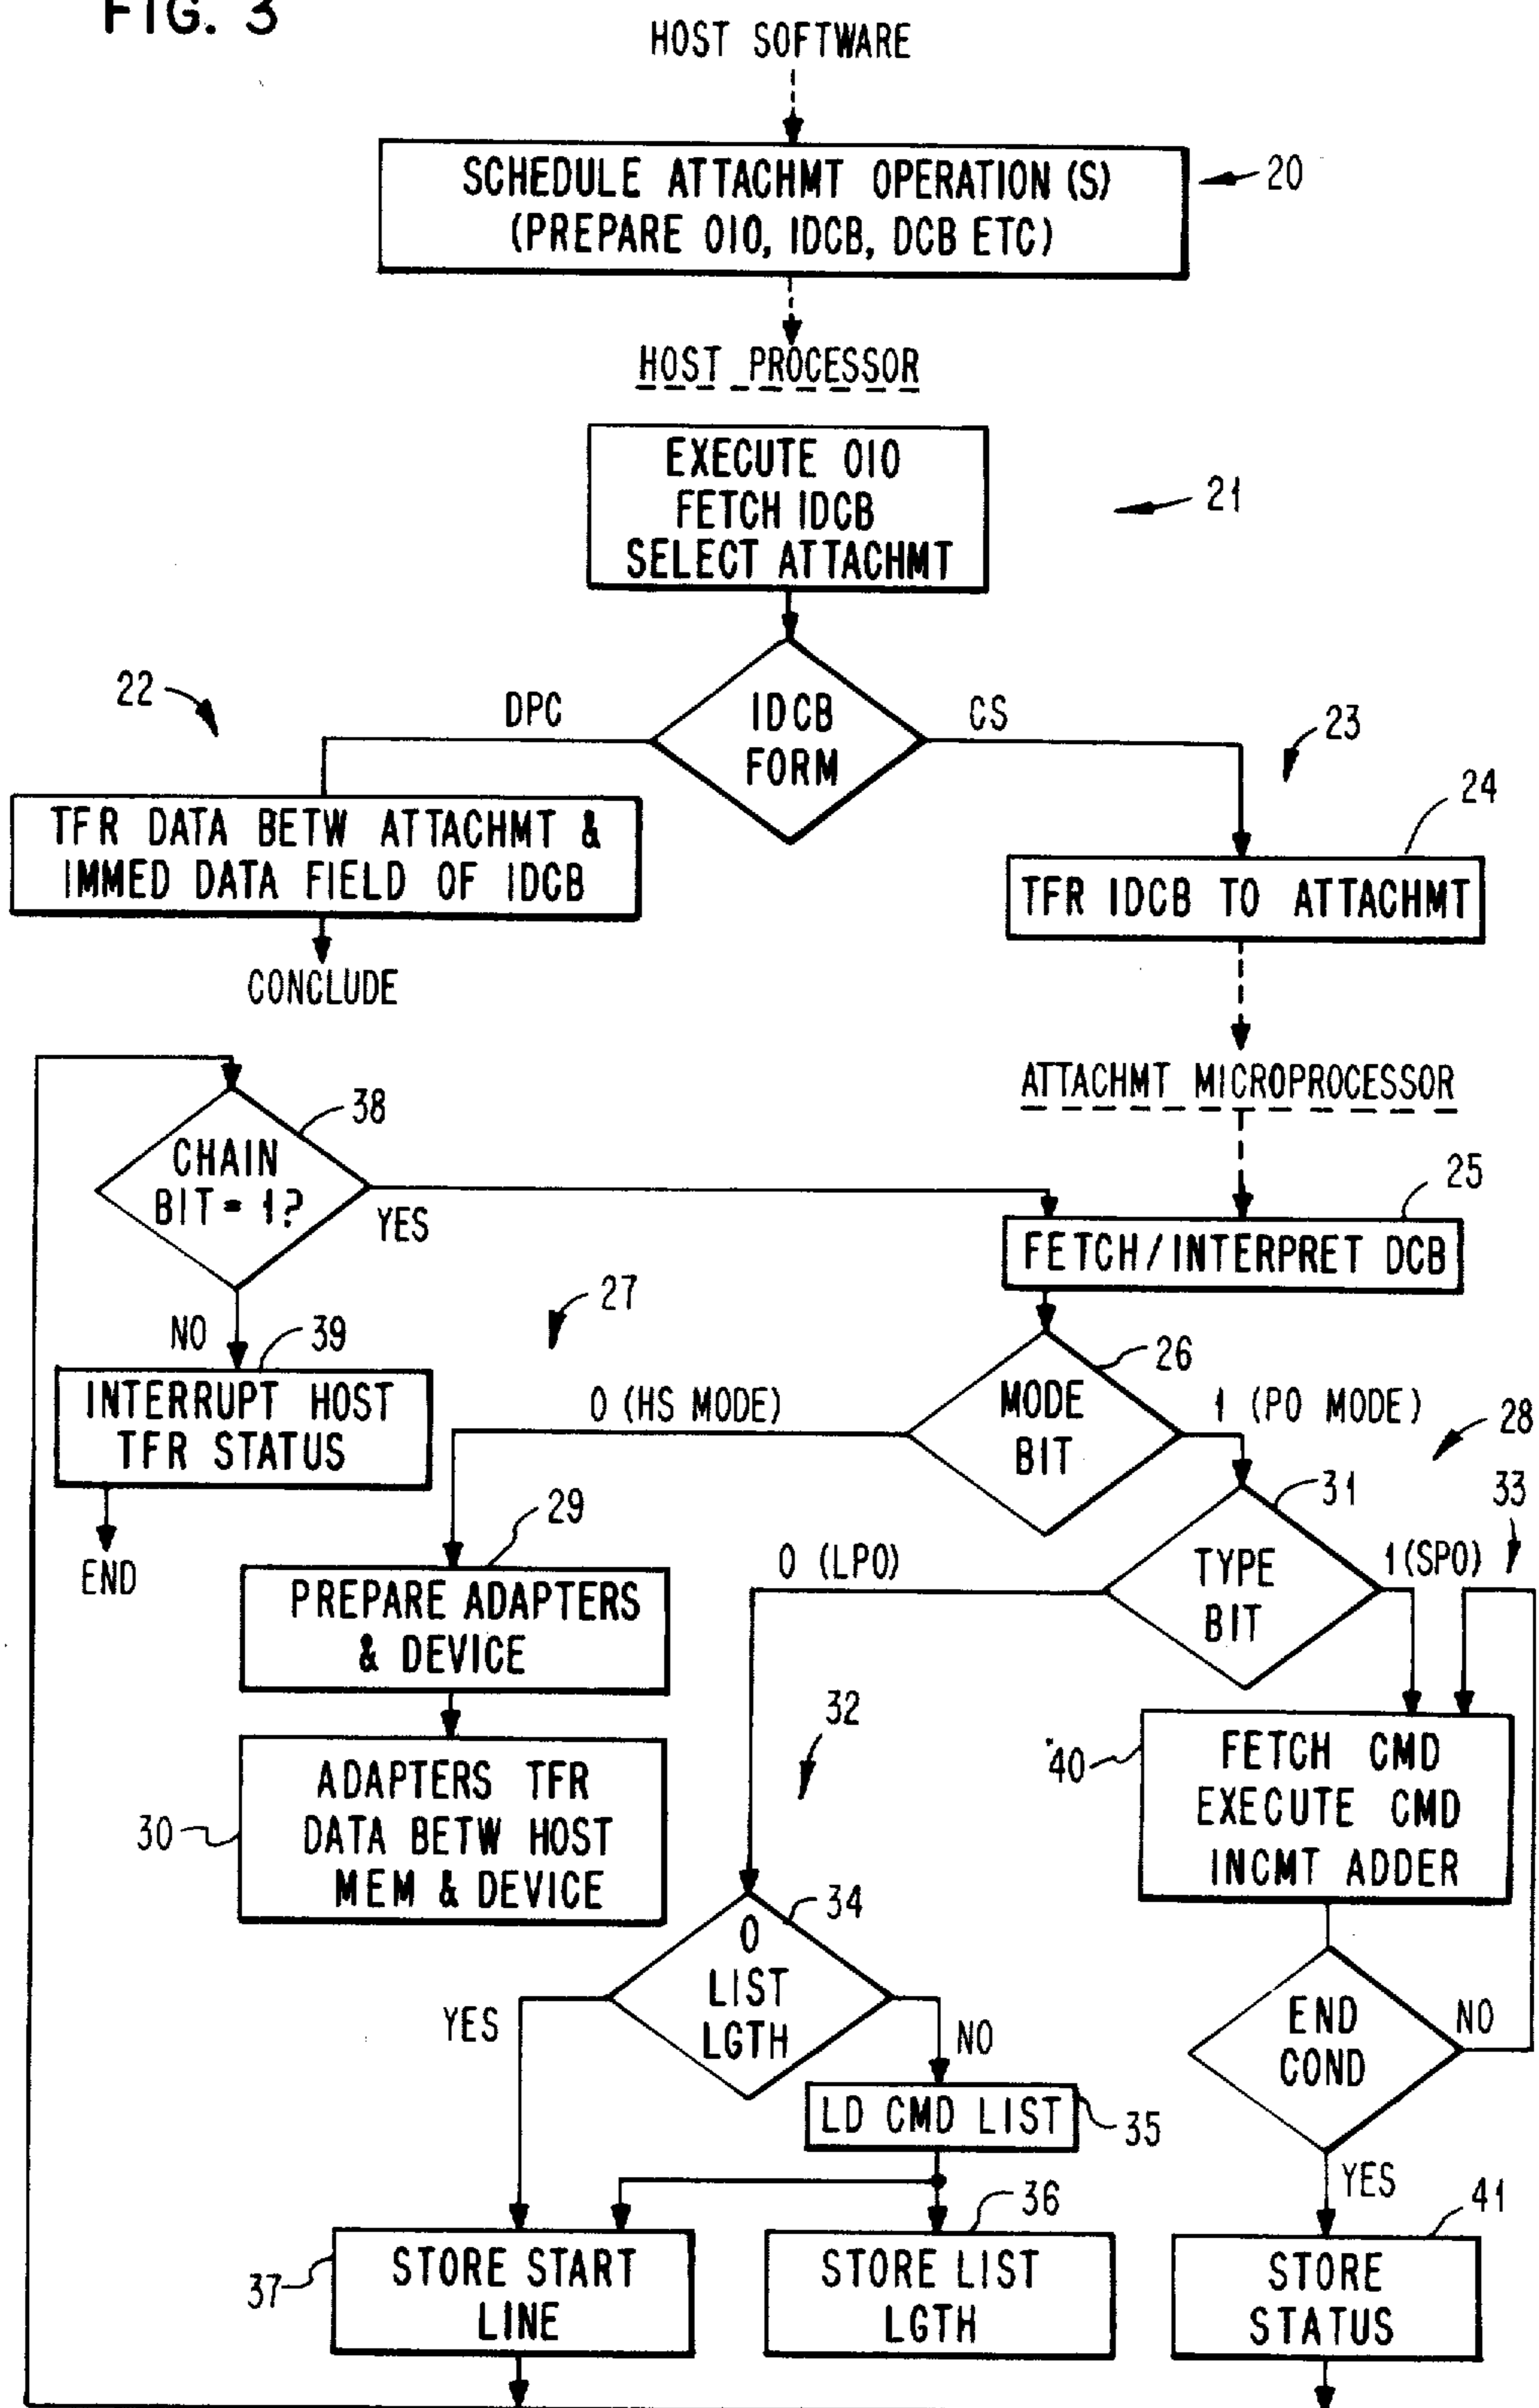 FIG. 3
HOST SOFTWARE
SCHEDULE ATTACHMT OPERATION (S)
(PREPARE OIO, IDCB, DCB ETC)
20
HOST PROCESSOR
EXECUTE OIO
FETCH IDCB
SELECT ATTACHMT
21
22
DPC
IDCB
FORM
CS
23
24
TFR DATA BETW ATTACHMT &
IMMED DATA FIELD OF IDCB
TFR IDCB TO ATTACHMT
CONCLUDE
ATTACHMT MICROPROCESSOR
38
CHAIN
BIT = 1?
YES
25
FETCH/INTERPRET DCB
27
NO
39
INTERRUPT HOST
TFR STATUS
END
26
0 (HS MODE)
MODE
BIT
1 (PO MODE)
28
29
PREPARE ADAPTERS
& DEVICE
31
33
0 (LPO)
TYPE
BIT
1 (SPO)
32
30
ADAPTERS TFR
DATA BETW HOST
MEM & DEVICE
40
FETCH CMD
EXECUTE CMD
INCMT ADDER
34
0
LIST
LGTH
YES
NO
END
COND
NO
LD CMD LIST
35
YES
36
41
37
STORE START
LINE
STORE LIST
LGTH
STORE
STATUS